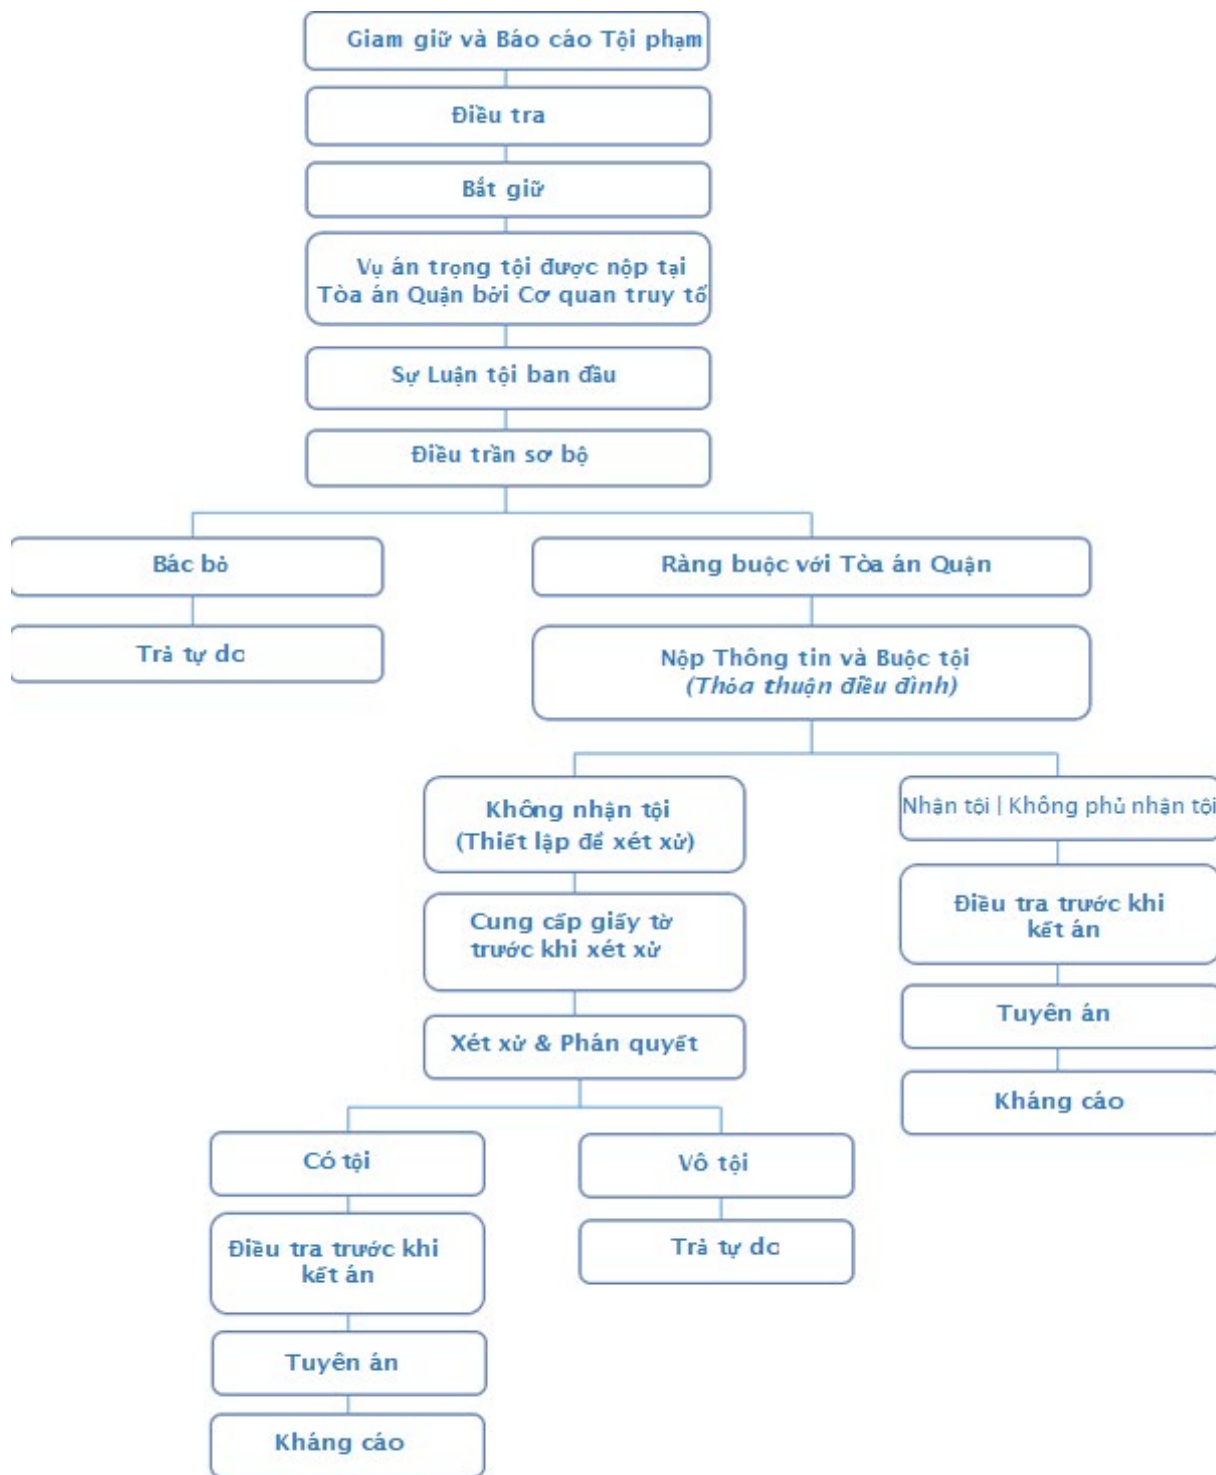 Giam giữ và Báo cáo Tội phạm
Điều tra
Bắt giữ
Vụ án trọng tội được nộp tại
Tòa án Quận bởi Cơ quan truy tố
Sự Luận tội ban đầu
Điều trần sơ bộ
Bác bỏ
Ràng buộc với Tòa án Quận
Trả tự do
Nộp Thông tin và Buộc tội
(Thỏa thuận điều đình)
Không nhận tội
(Thiết lập để xét xử)
Nhận tội | Không phủ nhận tội
Cung cấp giấy tờ
trước khi xét xử
Điều tra trước khi
kết án
Xét xử & Phán quyết
Tuyên án
Kháng cáo
Có tội
Vô tội
Điều tra trước khi
kết án
Trả tự do
Tuyên án
Kháng cáo